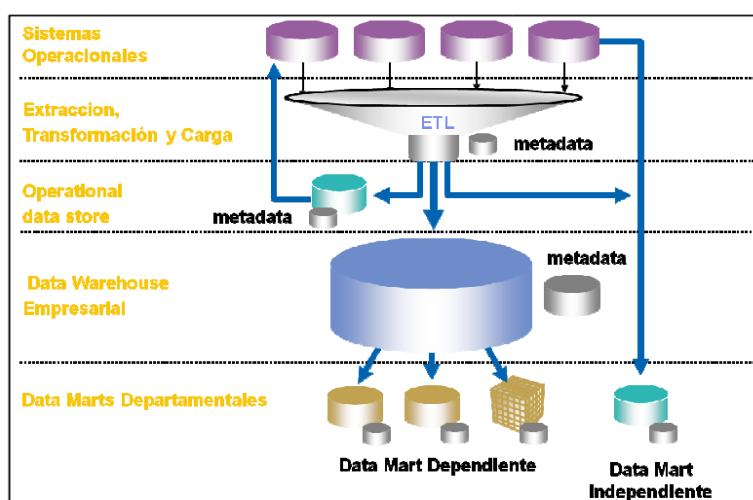 Sistemas
Operacionales
Extraccion,
Transformación y Carga
ETL
metadata
Operational
data store
metadata
Data Warehouse
Empresarial
metadata
Data Marts Departamentales
Data Mart Dependiente
Data Mart
Independiente